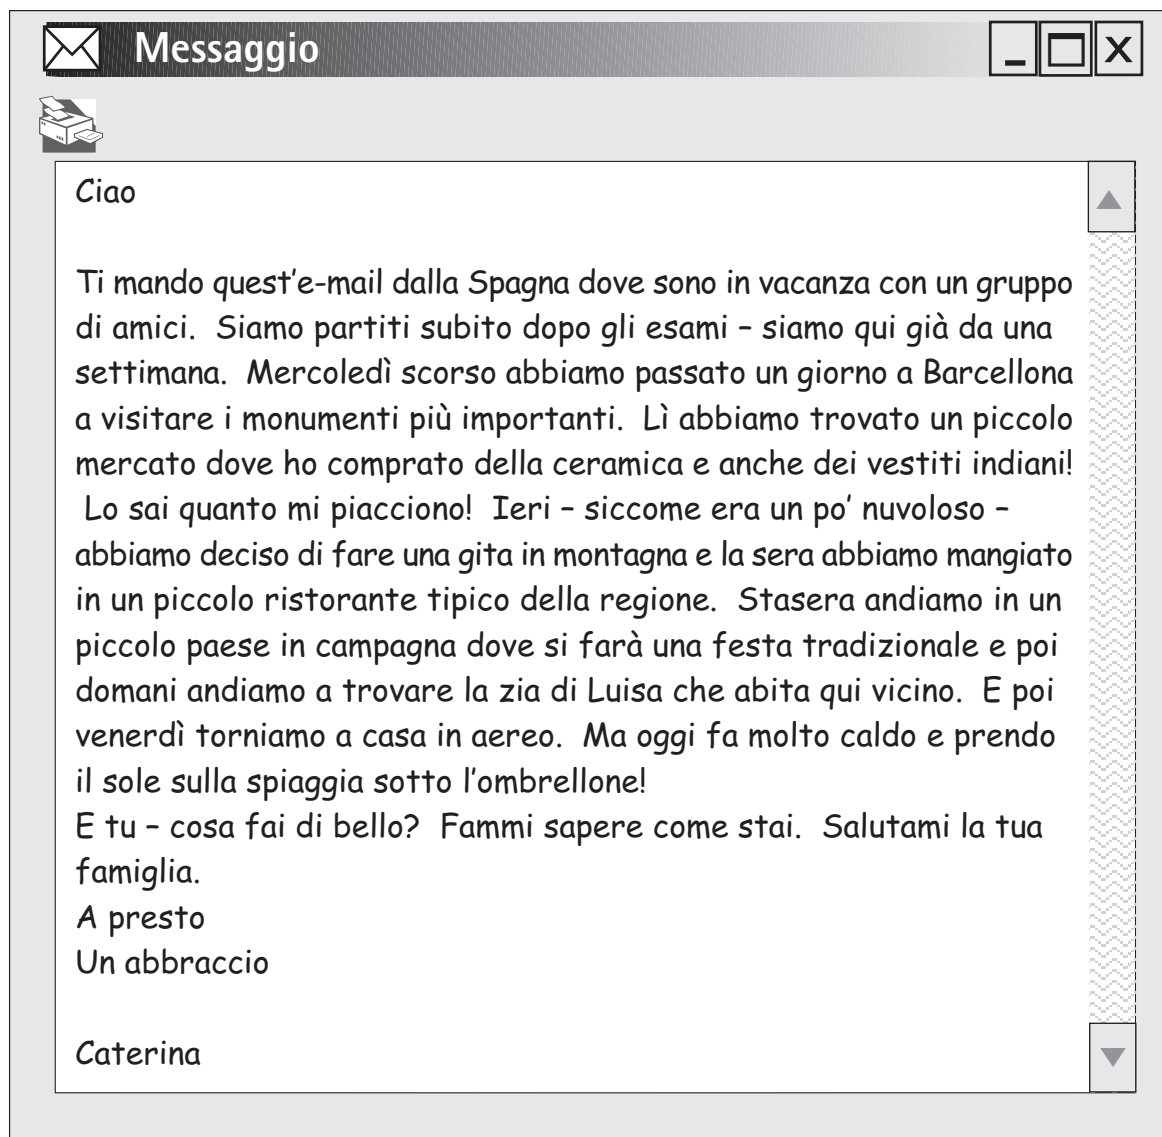 Messaggio
Ciao
Ti mando quest'e-mail dalla Spagna dove sono in vacanza con un gruppo
di amici. Siamo partiti subito dopo gli esami – siamo qui già da una
settimana. Mercoledì scorso abbiamo passato un giorno a Barcellona
a visitare i monumenti più importanti. Lì abbiamo trovato un piccolo
mercato dove ho comprato della ceramica e anche dei vestiti indiani!
Lo sai quanto mi piacciono! Ieri – siccome era un po' nuvoloso –
abbiamo deciso di fare una gita in montagna e la sera abbiamo mangiato
in un piccolo ristorante tipico della regione. Stasera andiamo in un
piccolo paese in campagna dove si farà una festa tradizionale e poi
domani andiamo a trovare la zia di Luisa che abita qui vicino. E poi
venerdì torniamo a casa in aereo. Ma oggi fa molto caldo e prendo
il sole sulla spiaggia sotto l'ombrellone!
E tu – cosa fai di bello? Fammi sapere come stai. Salutami la tua
famiglia.
A presto
Un abbraccio
Caterina